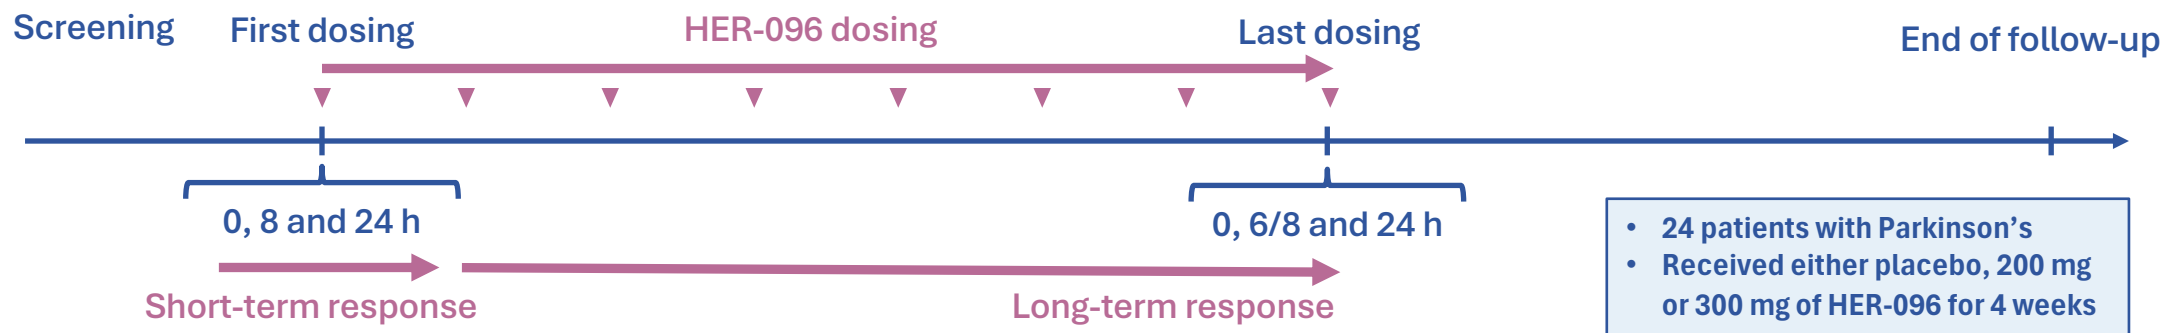 Screening
First dosing
HER-096 dosing
Last dosing
End of follow-up
0, 8 and 24 h
0, 6/8 and 24 h
Short-term response
Long-term response
• 24 patients with Parkinson’s
• Received either placebo, 200 mg
or 300 mg of HER-096 for 4 weeks